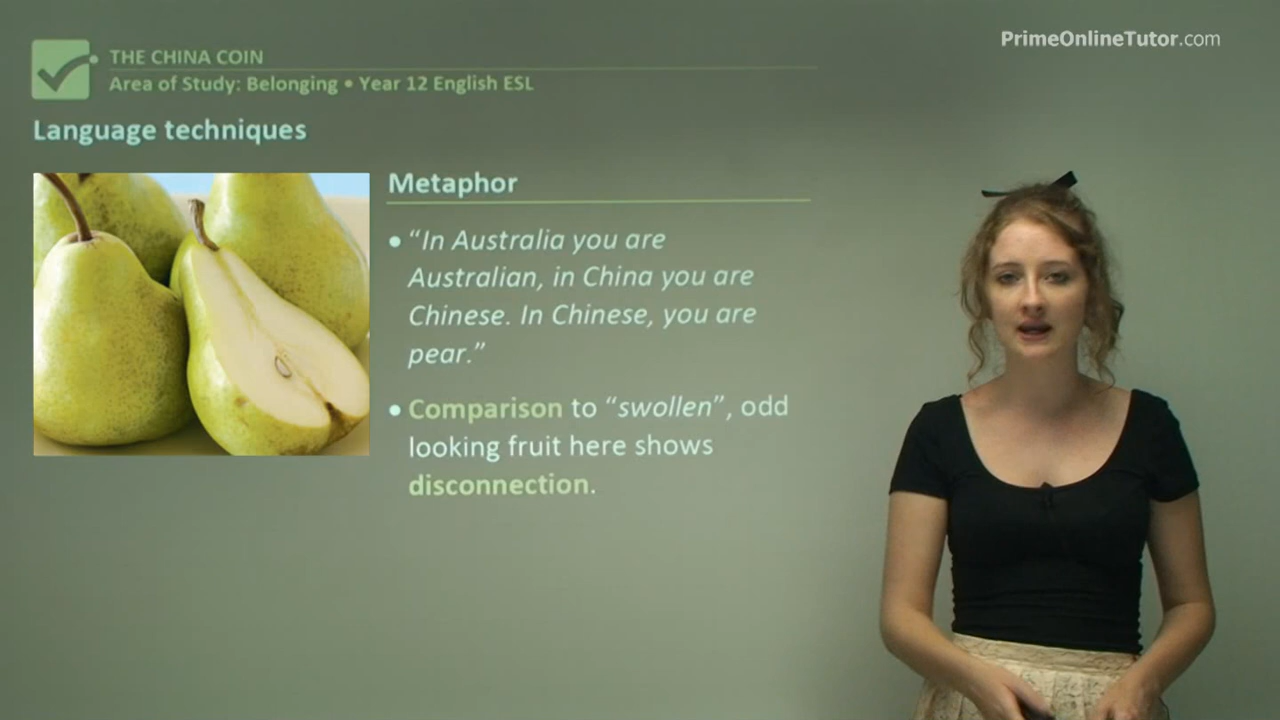 PrimeOnlineTutor.com
THE CHINA COIN
Area of Study: Belonging • Year 12 English ESL
Language techniques
Metaphor
• “In Australia you are
Australian, in China you are
Chinese. In Chinese, you are
pear.”
• Comparison to “swollen”, odd
looking fruit here shows
disconnection.